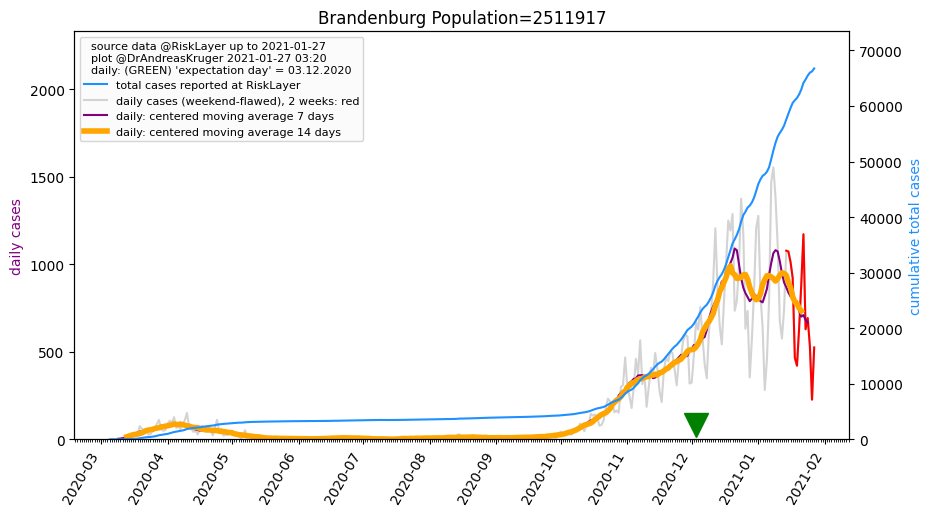 Brandenburg Population=2511917
source data @RiskLayer up to 2021-01-27
plot @DrAndreasKruger 2021-01-27 03:20
daily: (GREEN) 'expectation day' = 03.12.2020
total cases reported at RiskLayer
daily cases (weekend-flawed), 2 weeks: red
daily: centered moving average 7 days
daily: centered moving average 14 days
daily cases
2000
1500
1000
500
0
cumulative total cases
70000
60000
50000
40000
30000
20000
10000
0
2020-03
2020-04
2020-05
2020-06
2020-07
2020-08
2020-09
2020-10
2020-11
2020-12
2021-01
2021-02